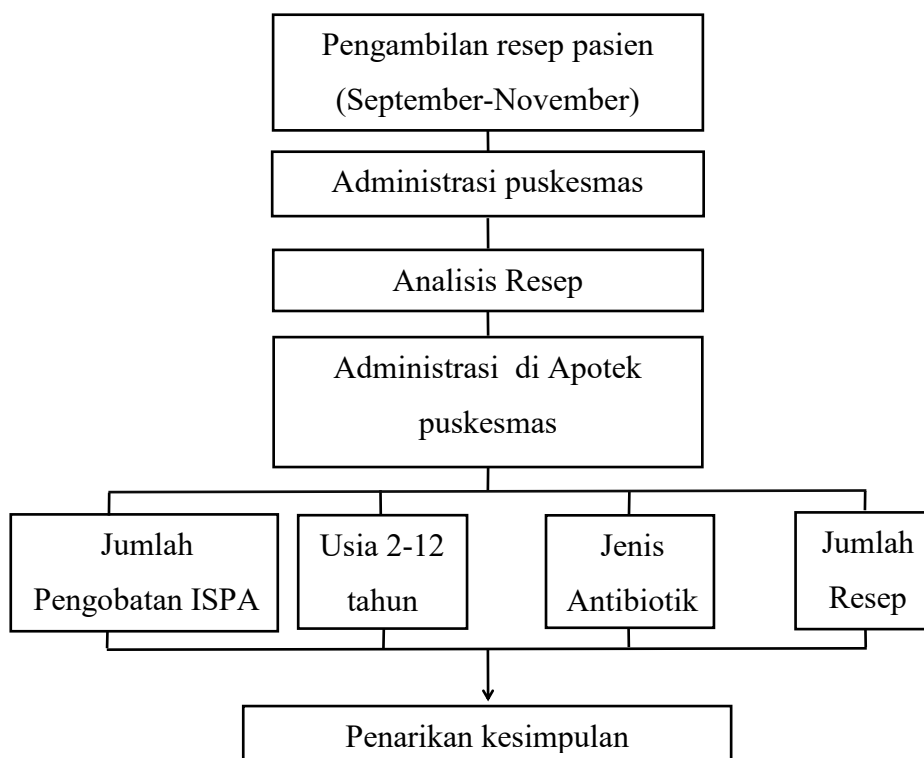 Pengambilan resep pasien
(September-November)
Administrasi puskesmas
Analisis Resep
Administrasi di Apotek
puskesmas
Jumlah
Pengobatan ISPA
Usia 2-12
tahun
Jenis
Antibiotik
Jumlah
Resep
Penarikan kesimpulan